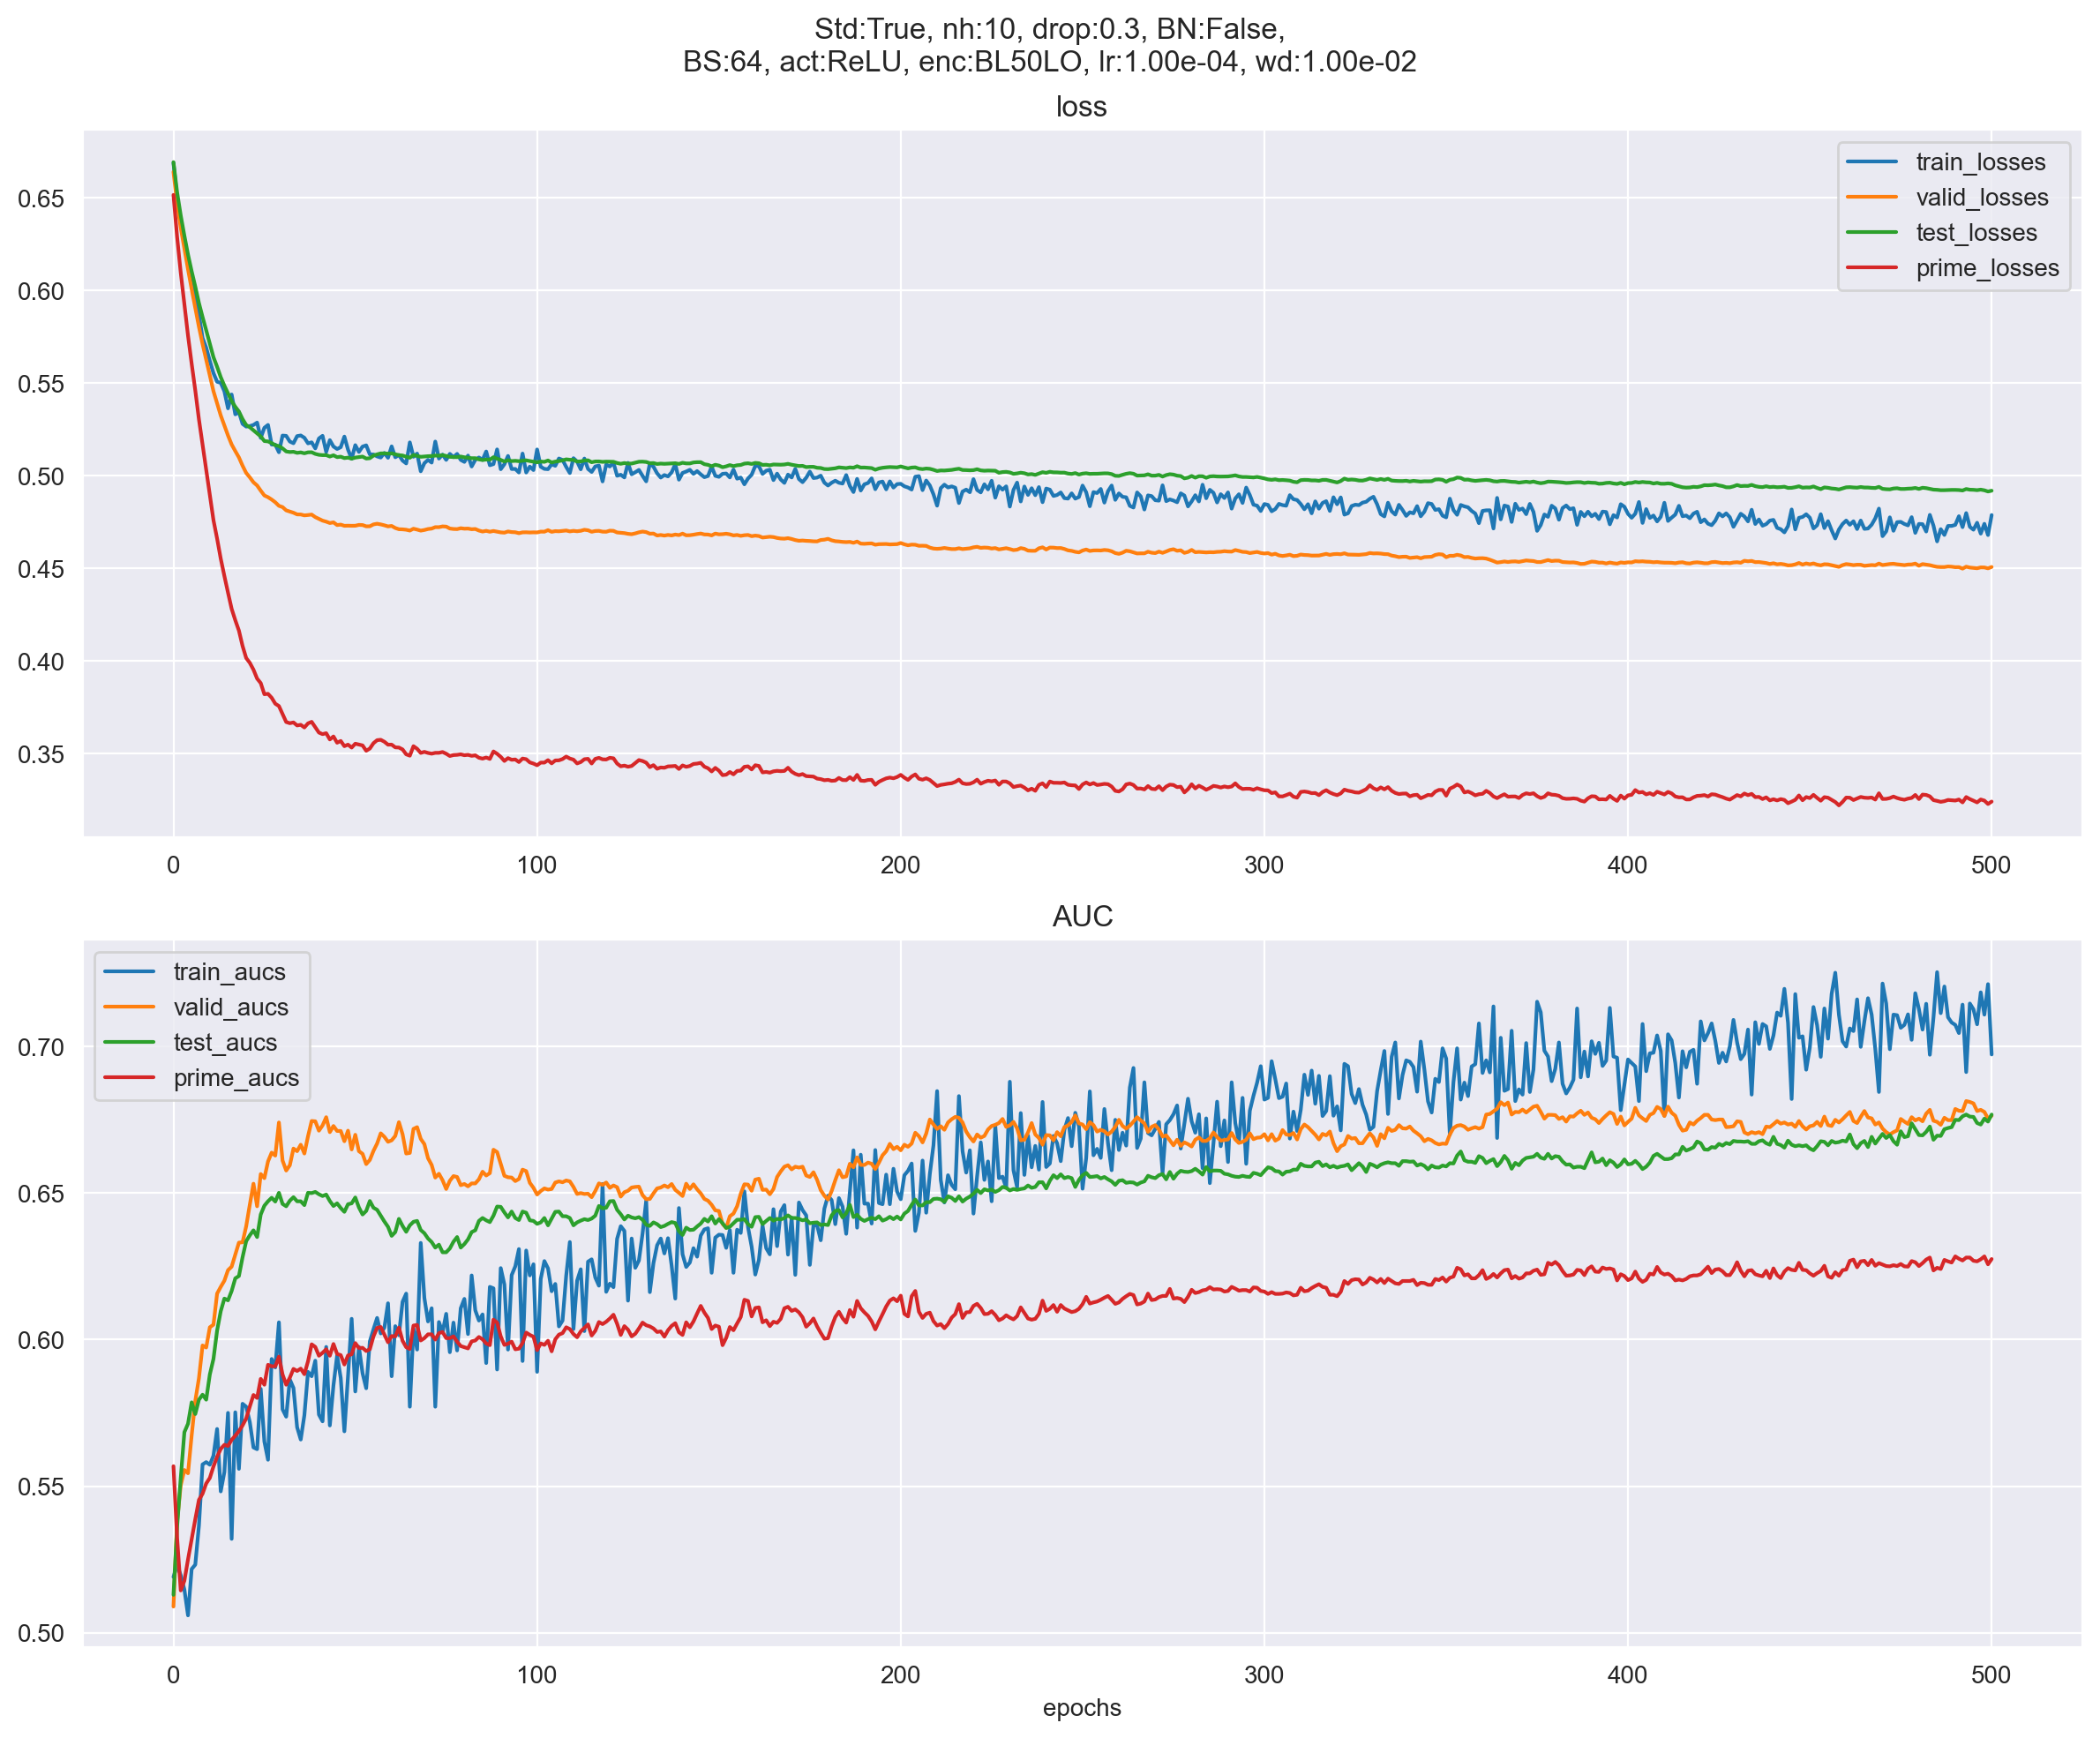 Std:True, nh:10, drop:0.3, BN:False,
BS:64, act:ReLU, enc:BL50LO, lr:1.00e-04, wd:1.00e-02
loss
train_losses
valid_losses
test_losses
prime_losses
0.65
0.60
0.55
0.50
0.45
0.40
0.35
0 100 200 300 400 500
AUC
train_aucs
valid_aucs
test_aucs
prime_aucs
0.70
0.65
0.60
0.55
0.50
0 100 200 300 400 500
epochs